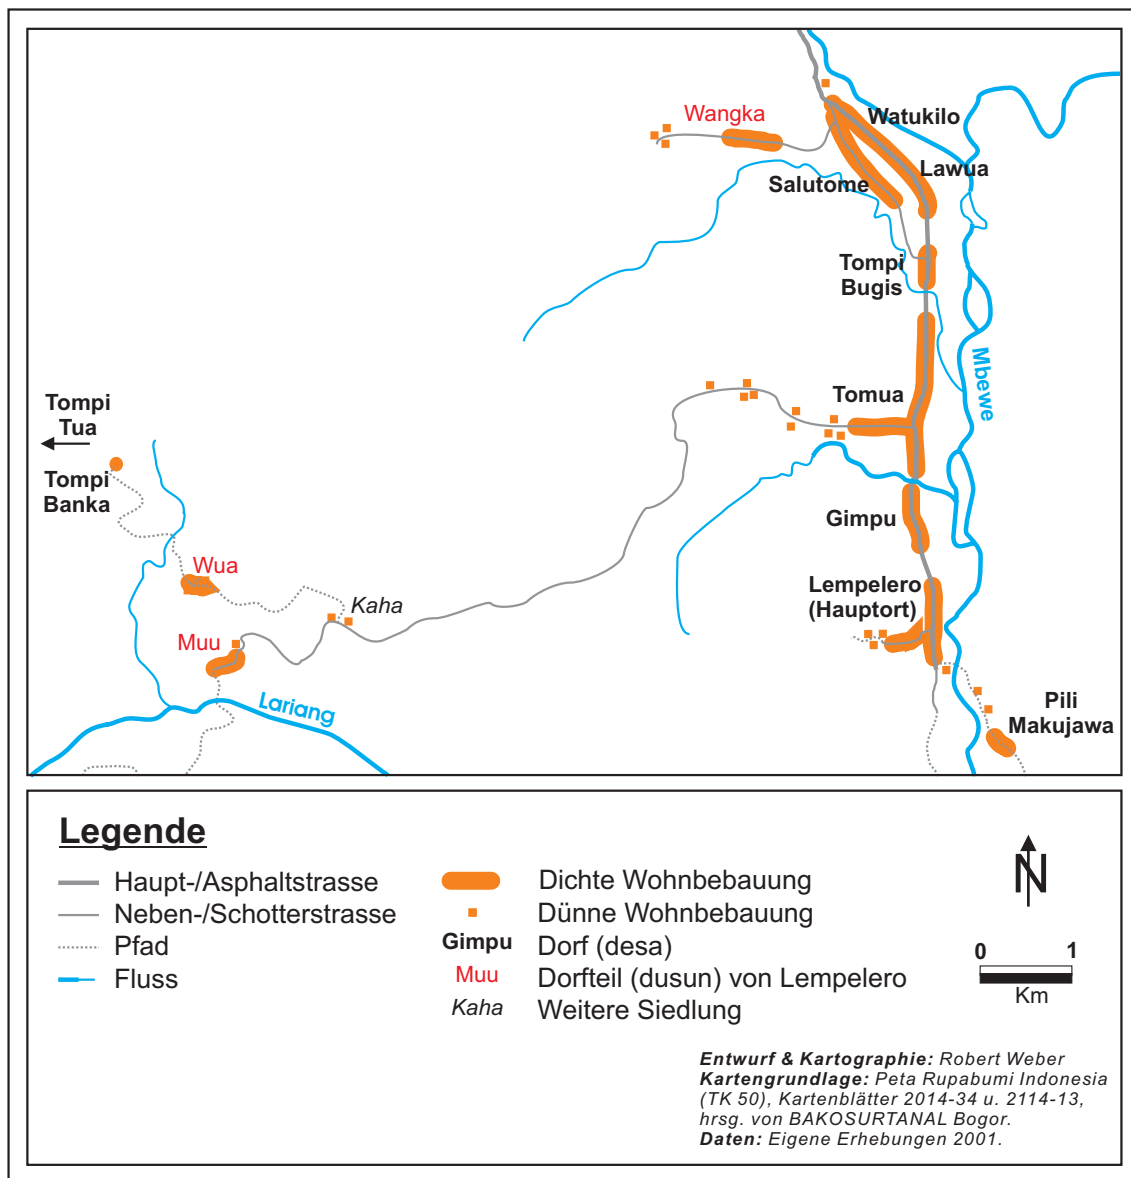 Wangka
Watukilo
Lawua
Salutome
Tompi
Bugis
Mbewe
Tomua
Tompi
Tua
Tompi
Banka
Gimpu
Wua
Kaha
Lempelero
(Hauptort)
Muu
Lariang
Pili
Makujawa
Legende
Haupt-/Asphaltstrasse
Neben-/Schotterstrasse
Pfad
Fluss
Dichte Wohnbebauung
Dünne Wohnbebauung
Gimpu Dorf (desa)
Muu Dorfteil (dusun) von Lempelero
Kaha Weitere Siedlung
N
0 1
Km
Entwurf & Kartographie: Robert Weber
Kartengrundlage: Peta Rupabumi Indonesia
(TK 50), Kartenblätter 2014-34 u. 2114-13,
hrsg. von BAKOSURTANAL Bogor.
Daten: Eigene Erhebungen 2001.